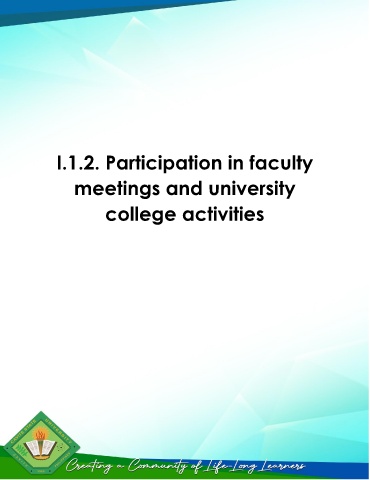 I.1.2. Participation in faculty
meetings and university
college activities
Creating a Community of Life-Long Learners